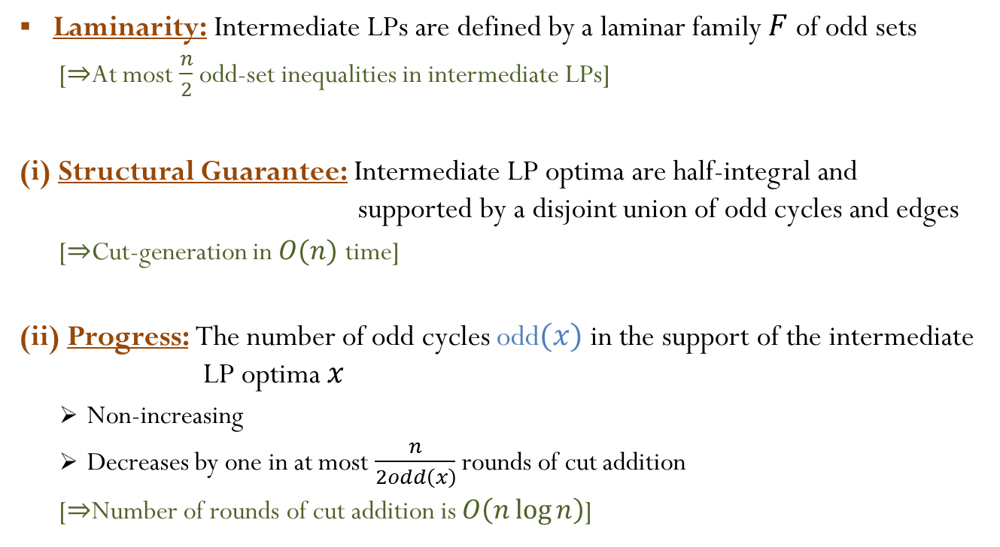 ▪ Laminarity: Intermediate LPs are defined by a laminar family F of odd sets
[⇒At most n/2 odd-set inequalities in intermediate LPs]
(i) Structural Guarantee: Intermediate LP optima are half-integral and
supported by a disjoint union of odd cycles and edges
[⇒Cut-generation in O(n) time]
(ii) Progress: The number of odd cycles odd(x) in the support of the intermediate
LP optima x
➢ Non-increasing
➢ Decreases by one in at most n/2odd(x) rounds of cut addition
[⇒Number of rounds of cut addition is O(n log n)]